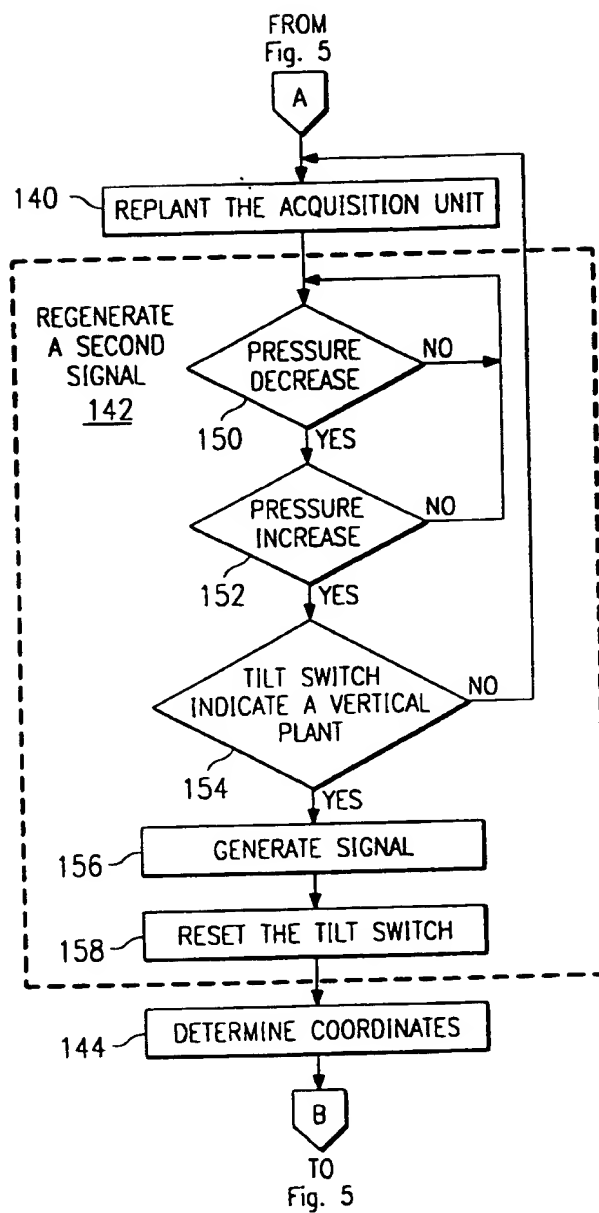 FROM
Fig. 5
A
140
REPLANT THE ACQUISITION UNIT
REGENERATE
A SECOND
SIGNAL
142
PRESSURE
DECREASE
NO
150
YES
PRESSURE
INCREASE
NO
152
YES
TILT SWITCH
INDICATE A VERTICAL
PLANT
NO
154
YES
156
GENERATE SIGNAL
158
RESET THE TILT SWITCH
144
DETERMINE COORDINATES
B
TO
Fig. 5